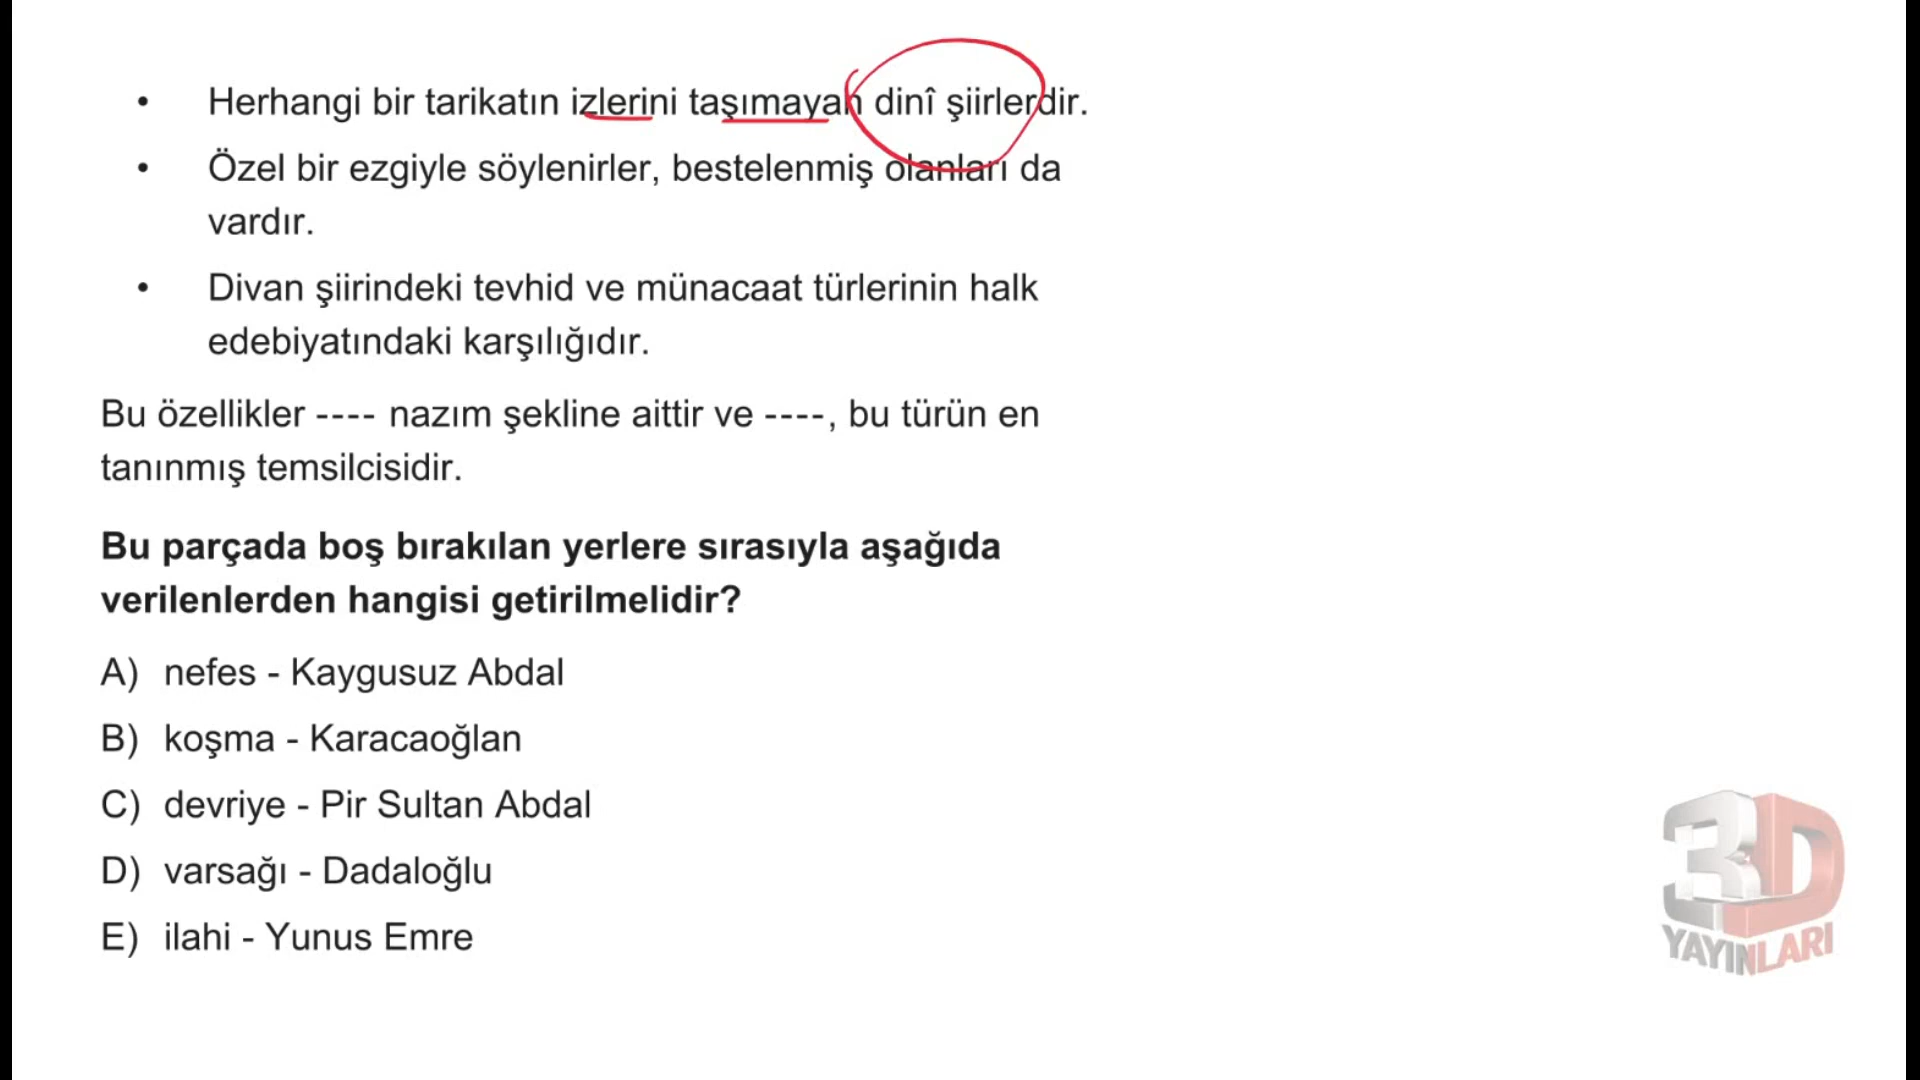 • Herhangi bir tarikatın izlerini taşımayan dinî şiirlerdir.
• Özel bir ezgiyle söylenirler, bestelenmiş olanları da
vardır.
• Divan şiirindeki tevhid ve münacaat türlerinin halk
edebiyatındaki karşılığıdır.
Bu özellikler ---- nazım şekline aittir ve ----, bu türün en
tanınmış temsilcisidir.
Bu parçada boş bırakılan yerlere sırasıyla aşağıda
verilenlerden hangisi getirilmelidir?
A) nefes - Kaygusuz Abdal
B) koşma - Karacaoğlan
C) devriye - Pir Sultan Abdal
D) varsağı - Dadaloğlu
E) ilahi - Yunus Emre
3D
YAYINLARI